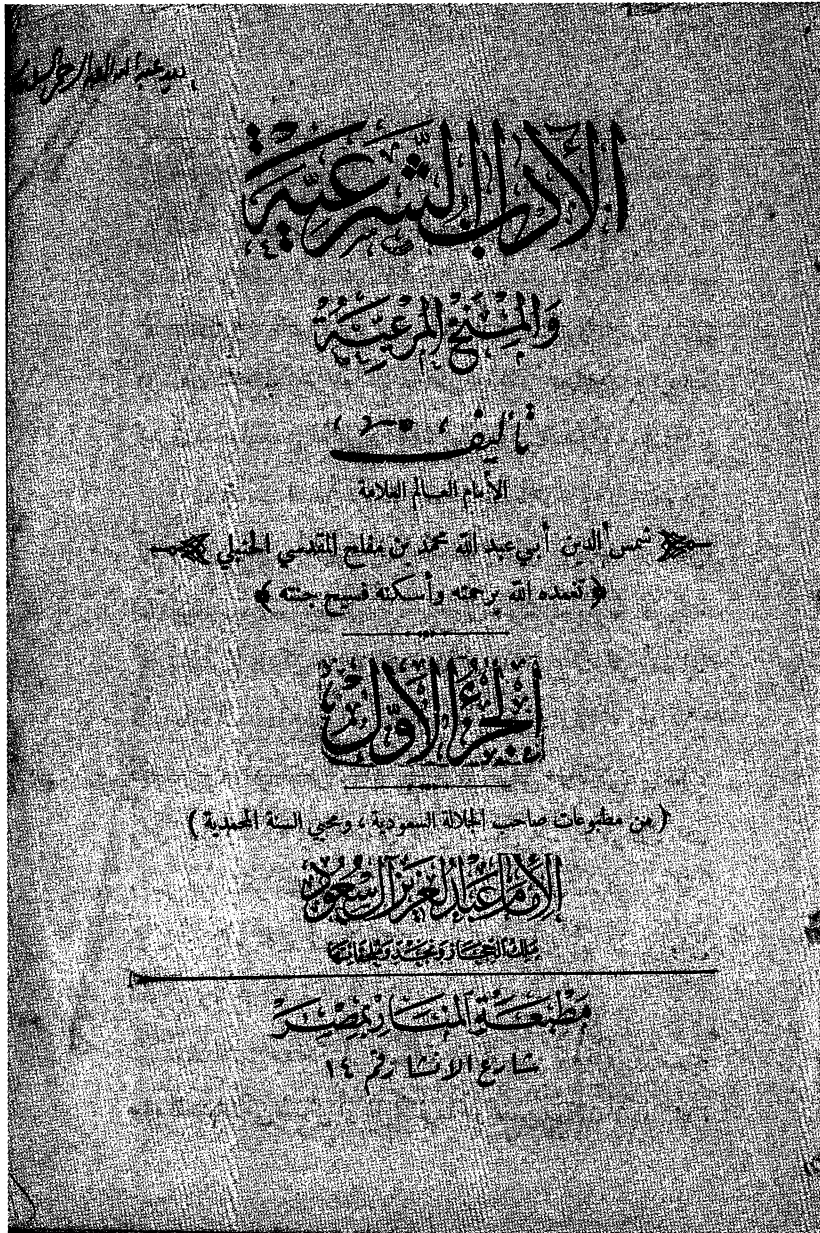 الآداب الشرعية
والمنح المرعية
تأليف
الإمام العالم العلامة
شمس الدين أبي عبد الله محمد بن مفلح المقدسي الحنبلي
﴿ تغمده الله برحمته وأسكنه فسيح جنته ﴾
الجزء الأول
( من مطبوعات صاحب الجلالة السعودية ، ومحيي السنة المحمدية )
الإمام عبد العزيز آل سعود
ملك الحجاز ونجد وملحقاتها
مطبعة المنار بمصر
شارع الانشا رقم ١٤